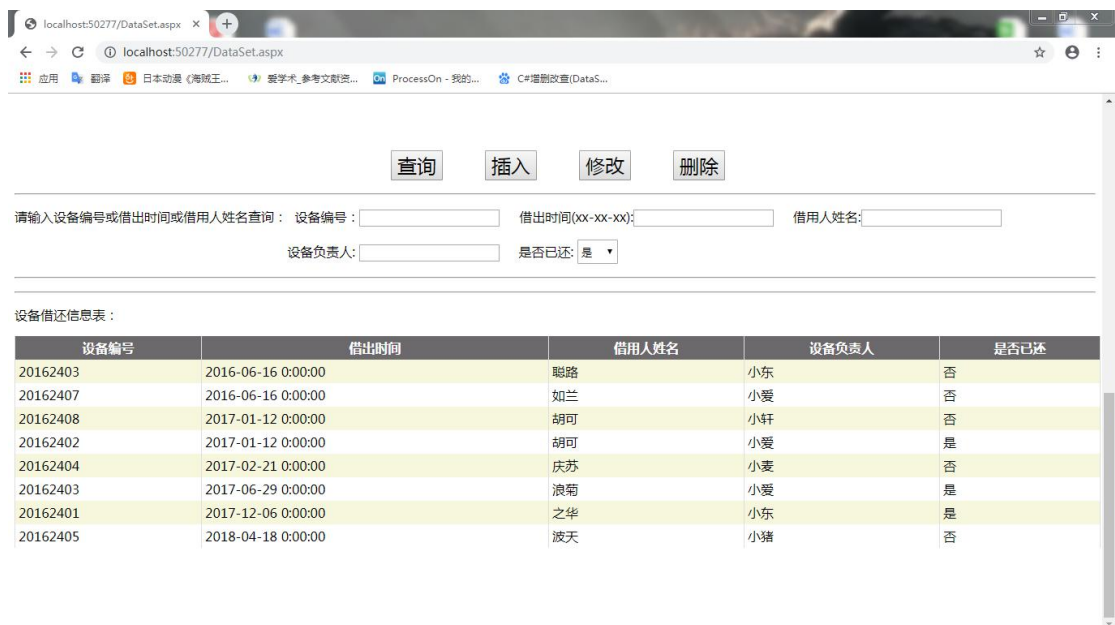 localhost:50277/DataSet.aspx
localhost:50277/DataSet.aspx
应用 翻译 日本动漫《海贼王... 爱学术_参考文献资... On ProcessOn - 我的... C#增删改查(DataS...
查询 插入 修改 删除
请输入设备编号或借出时间或借用人姓名查询： 设备编号： 借出时间(xx-xx-xx): 借用人姓名:
设备负责人: 是否已还: 是
设备借还信息表：
设备编号 借出时间 借用人姓名 设备负责人 是否已还
20162403 2016-06-16 0:00:00 聪路 小东 否
20162407 2016-06-16 0:00:00 如兰 小爱 否
20162408 2017-01-12 0:00:00 胡可 小轩 否
20162402 2017-01-12 0:00:00 胡可 小爱 是
20162404 2017-02-21 0:00:00 庆苏 小麦 否
20162403 2017-06-29 0:00:00 浪菊 小爱 是
20162401 2017-12-06 0:00:00 之华 小东 是
20162405 2018-04-18 0:00:00 波天 小猪 否